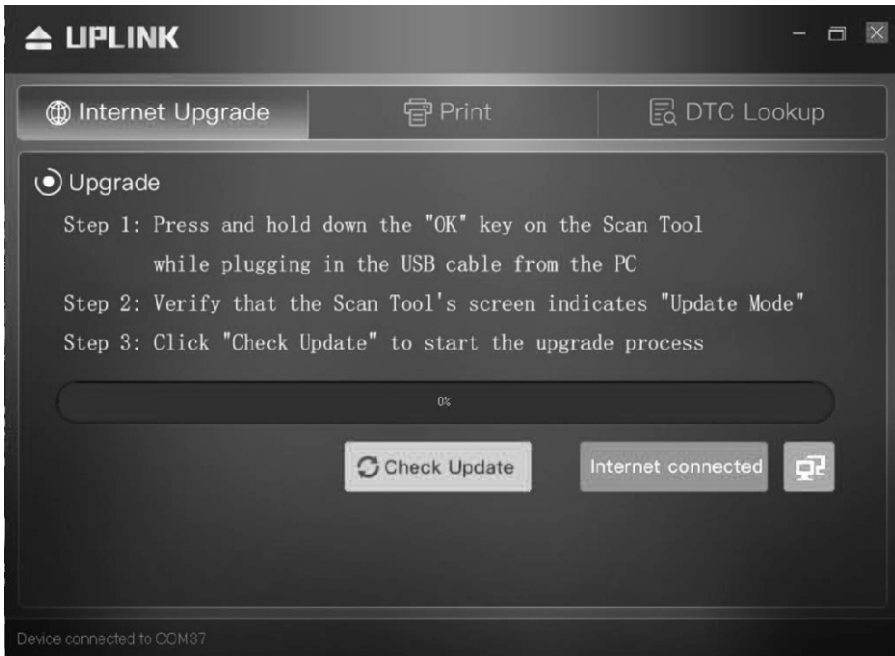 UPLINK
Internet Upgrade
Print
DTC Lookup
Upgrade
Step 1: Press and hold down the "OK" key on the Scan Tool
while plugging in the USB cable from the PC
Step 2: Verify that the Scan Tool's screen indicates "Update Mode"
Step 3: Click "Check Update" to start the upgrade process
0%
Check Update
Internet connected
Device connected to COM37